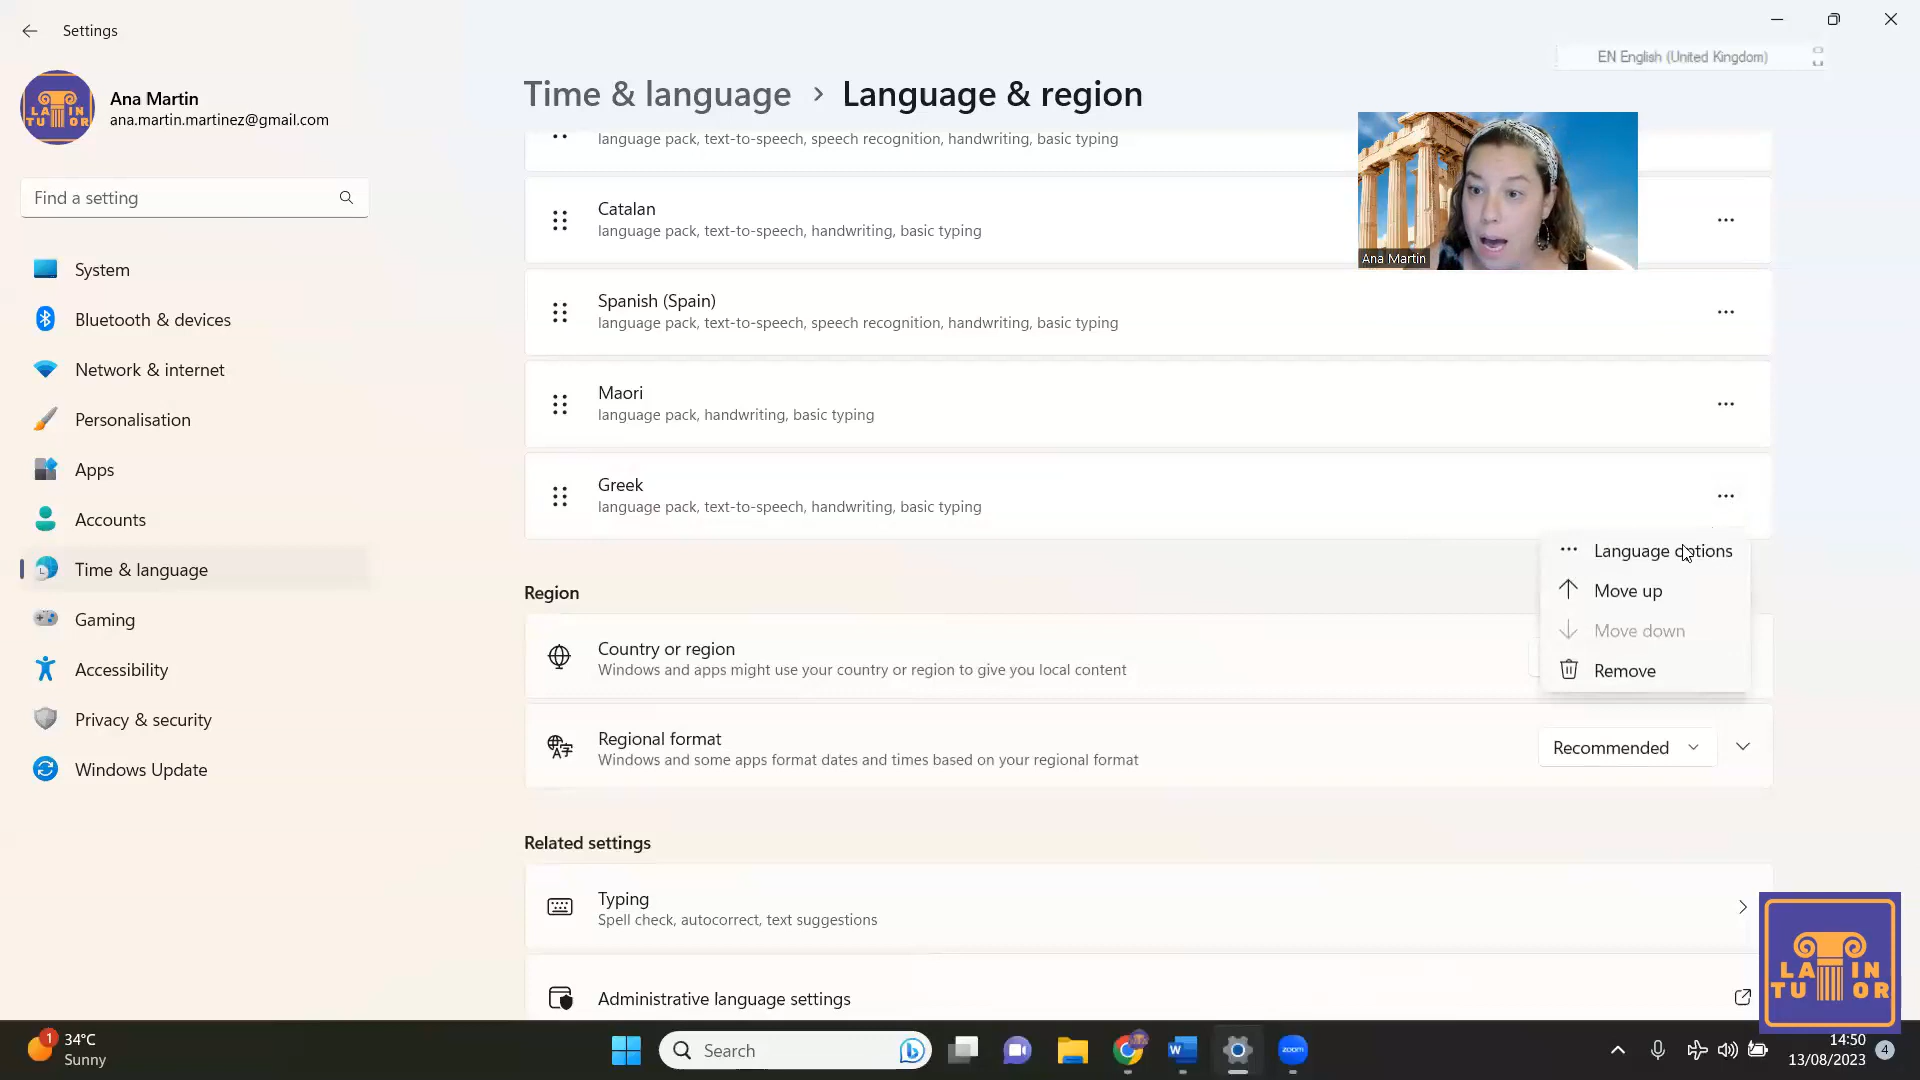 Settings
EN English (United Kingdom)
Ana Martin
ana.martin.martinez@gmail.com
Find a setting
System
Bluetooth & devices
Network & internet
Personalisation
Apps
Accounts
Time & language
Gaming
Accessibility
Privacy & security
Windows Update
Time & language > Language & region
language pack, text-to-speech, speech recognition, handwriting, basic typing
Catalan
language pack, text-to-speech, handwriting, basic typing
Ana Martin
Spanish (Spain)
language pack, text-to-speech, speech recognition, handwriting, basic typing
Maori
language pack, handwriting, basic typing
Greek
language pack, text-to-speech, handwriting, basic typing
Language options
Move up
Move down
Remove
Region
Country or region
Windows and apps might use your country or region to give you local content
Regional format
Windows and some apps format dates and times based on your regional format
Recommended
Related settings
Typing
Spell check, autocorrect, text suggestions
Administrative language settings
LA IN
TU OR
1
34°C
Sunny
Search
zoom
14:50
13/08/2023
4